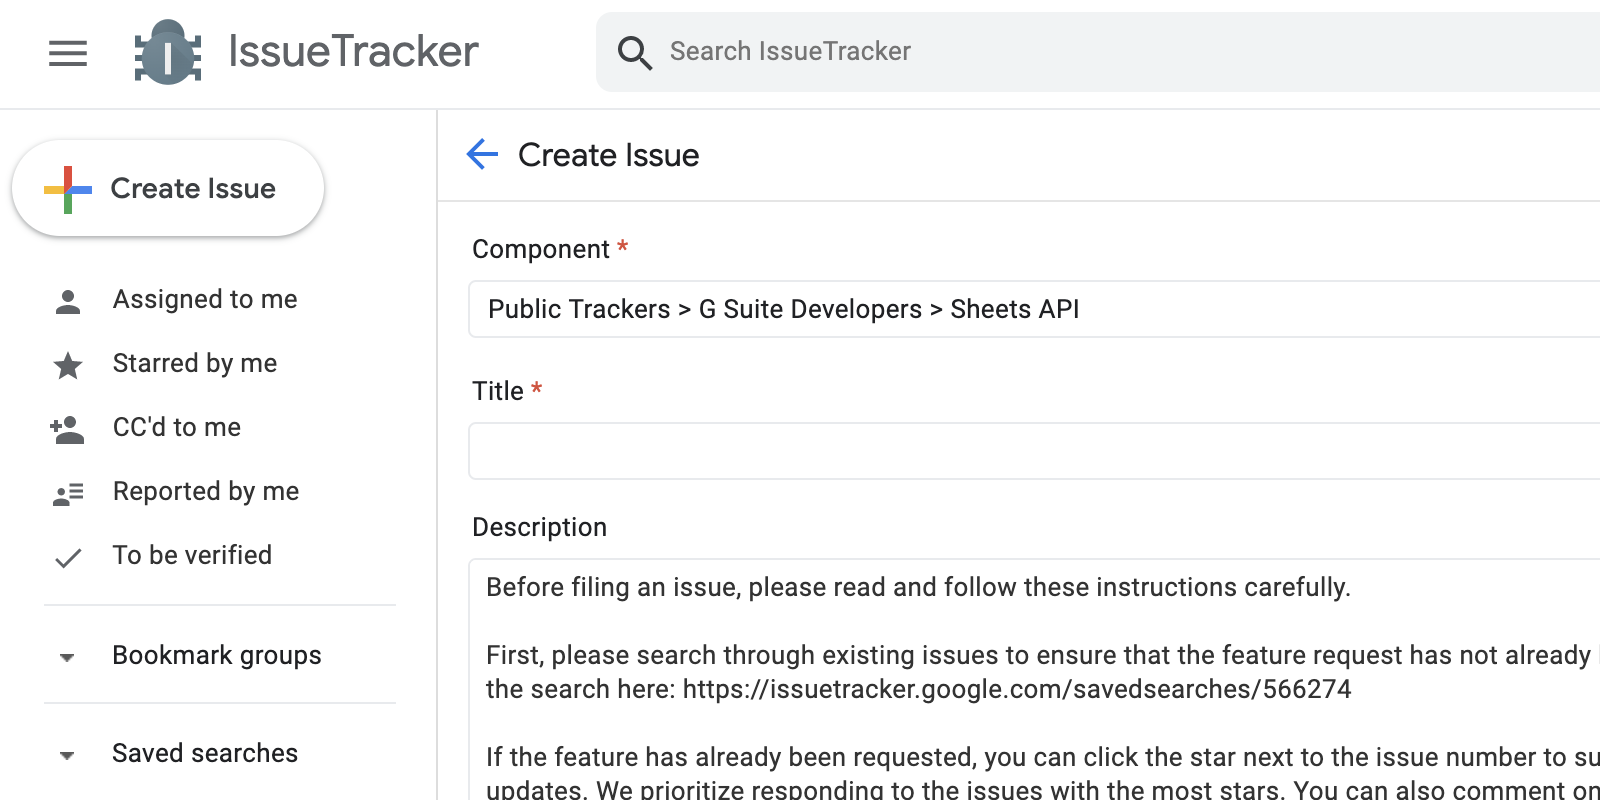 IssueTracker
Search IssueTracker
Create Issue
Assigned to me
Starred by me
CC'd to me
Reported by me
To be verified
Bookmark groups
Saved searches
Create Issue
Component *
Public Trackers > G Suite Developers > Sheets API
Title *
Description
Before filing an issue, please read and follow these instructions carefully.
First, please search through existing issues to ensure that the feature request has not already
the search here: https://issuetracker.google.com/savedsearches/566274
If the feature has already been requested, you can click the star next to the issue number to su
updates. We prioritize responding to the issues with the most stars. You can also comment on